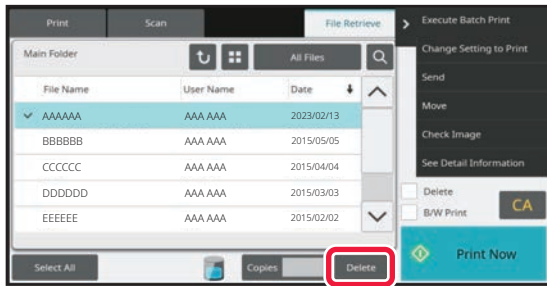 Print Scan File Retrieve
Main Folder All Files
File Name User Name Date
AAAAAA AAA AAA 2023/02/13
BBBBBB AAA AAA 2015/05/05
CCCCCC AAA AAA 2015/04/04
DDDDDD AAA AAA 2015/03/03
EEEEEE AAA AAA 2015/02/02
Select All Copies Delete
Execute Batch Print
Change Setting to Print
Send
Move
Check Image
See Detail Information
Delete
B/W Print
CA
Print Now